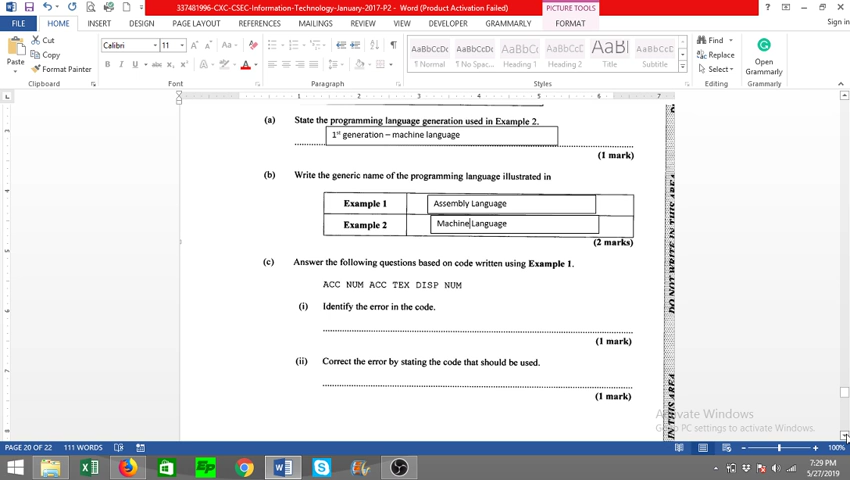 337481996-CXC-CSEC-Information-Technology-January-2017-P2 - Word (Product Activation Failed)
PICTURE TOOLS
FILE HOME INSERT DESIGN PAGE LAYOUT REFERENCES MAILINGS REVIEW VIEW DEVELOPER GRAMMARLY FORMAT Sign in
Cut
Copy
Format Painter
Paste
Calibri 11
AaBbCcDc AaBbCcDc AaBbCc AaBbCcD AaBl AaBbCcD
¶ Normal ¶ No Spac... Heading 1 Heading 2 Title Subtitle
Find
Replace
Select
Open
Grammarly
Clipboard Font Paragraph Styles Editing Grammarly
(a) State the programming language generation used in Example 2.
1st generation – machine language
(1 mark)
(b) Write the generic name of the programming language illustrated in
Example 1 Assembly Language
Example 2 Machine Language
(2 marks)
(c) Answer the following questions based on code written using Example 1.
ACC NUM ACC TEX DISP NUM
(i) Identify the error in the code.
(1 mark)
(ii) Correct the error by stating the code that should be used.
(1 mark)
DO NOT WRITE IN THIS AREA
IN THIS AREA
Activate Windows
Go to PC settings to activate Windows.
PAGE 20 OF 22 111 WORDS 100%
7:29 PM
5/27/2019